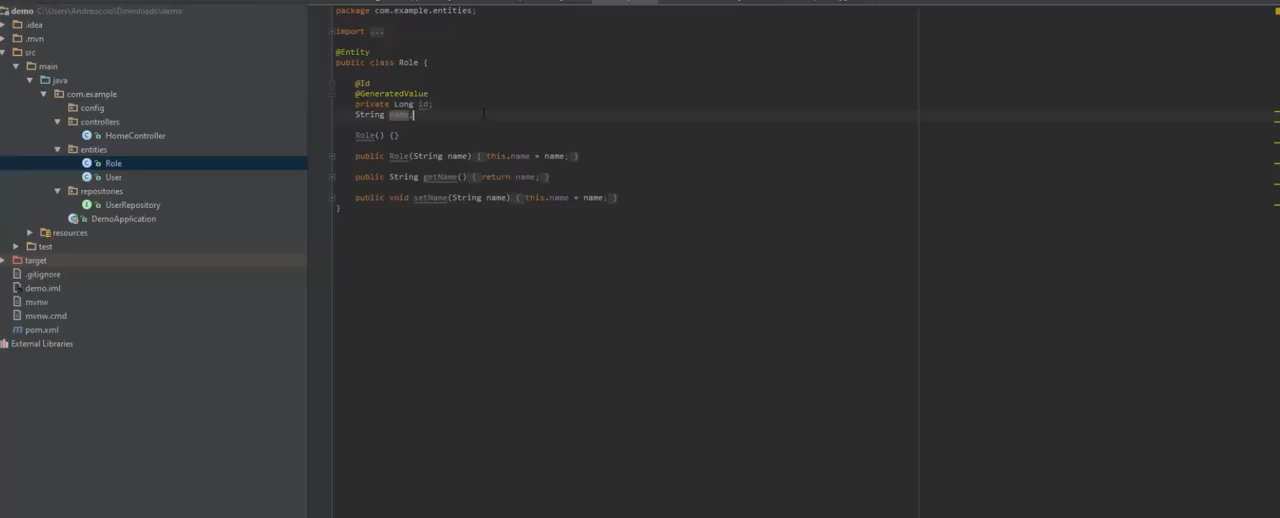 demo C:\Users\Andreuccio\Downloads\demo
.idea
.mvn
src
main
java
com.example
config
controllers
HomeController
entities
Role
User
repositories
UserRepository
DemoApplication
resources
test
target
.gitignore
demo.iml
mvnw
mvnw.cmd
pom.xml
External Libraries
package com.example.entities;
import ...
@Entity
public class Role {
@Id
@GeneratedValue
private Long id;
String name;
Role() {}
public Role(String name) { this.name = name; }
public String getName() { return name; }
public void setName(String name) { this.name = name; }
}